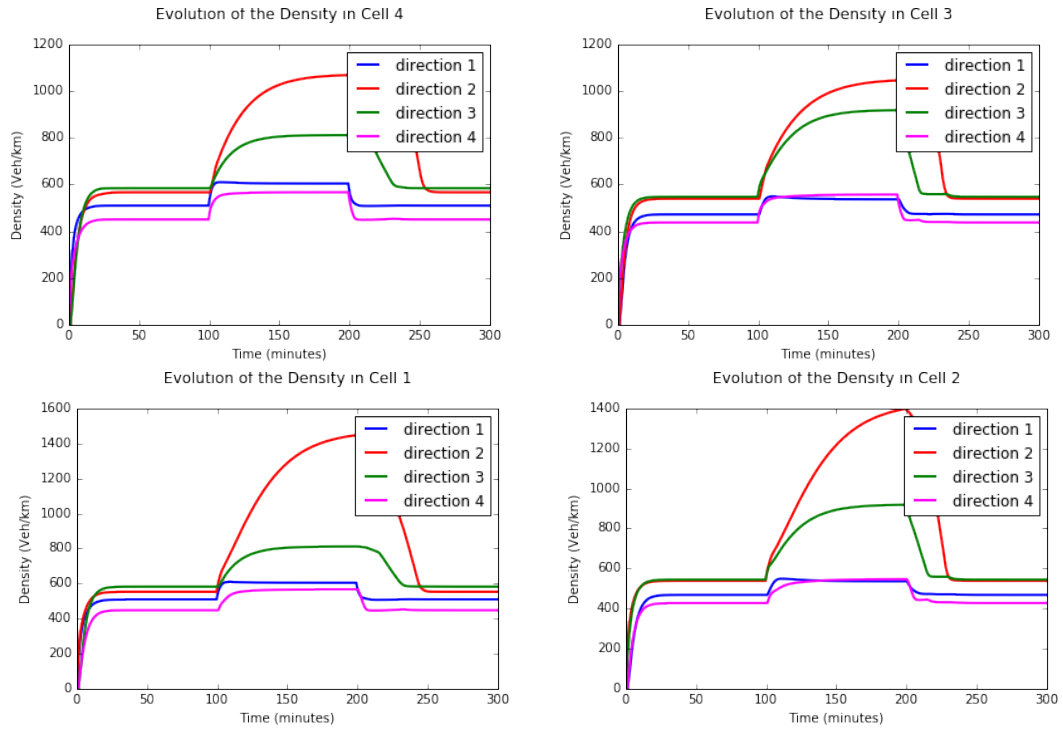 Evolution of the Density in Cell 4
1200
1000
800
600
400
200
0
Density (Veh/km)
direction 1
direction 2
direction 3
direction 4
0 50 100 150 200 250 300
Time (minutes)
Evolution of the Density in Cell 3
1200
1000
800
600
400
200
0
Density (Veh/km)
direction 1
direction 2
direction 3
direction 4
0 50 100 150 200 250 300
Time (minutes)
Evolution of the Density in Cell 1
1600
1400
1200
1000
800
600
400
200
0
Density (Veh/km)
direction 1
direction 2
direction 3
direction 4
0 50 100 150 200 250 300
Time (minutes)
Evolution of the Density in Cell 2
1400
1200
1000
800
600
400
200
0
Density (Veh/km)
direction 1
direction 2
direction 3
direction 4
0 50 100 150 200 250 300
Time (minutes)